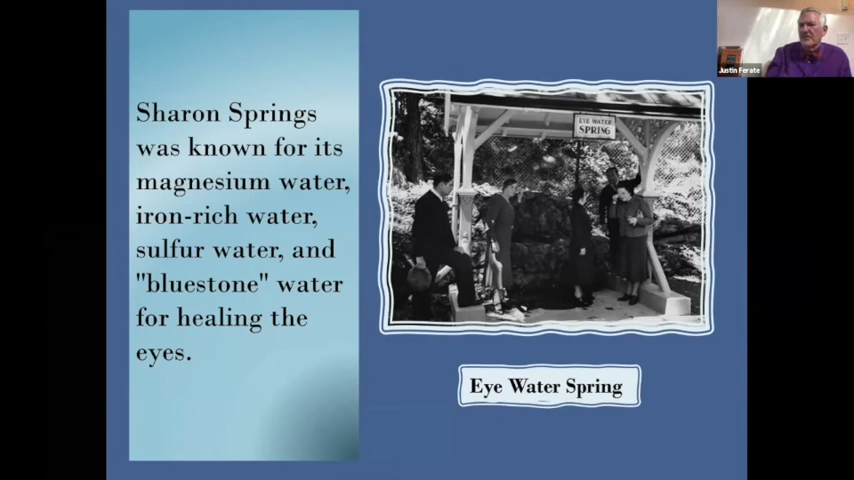 Sharon Springs
was known for its
magnesium water,
iron-rich water,
sulfur water, and
"bluestone" water
for healing the
eyes.
EYE WATER
SPRING
Eye Water Spring
Justin Ferate